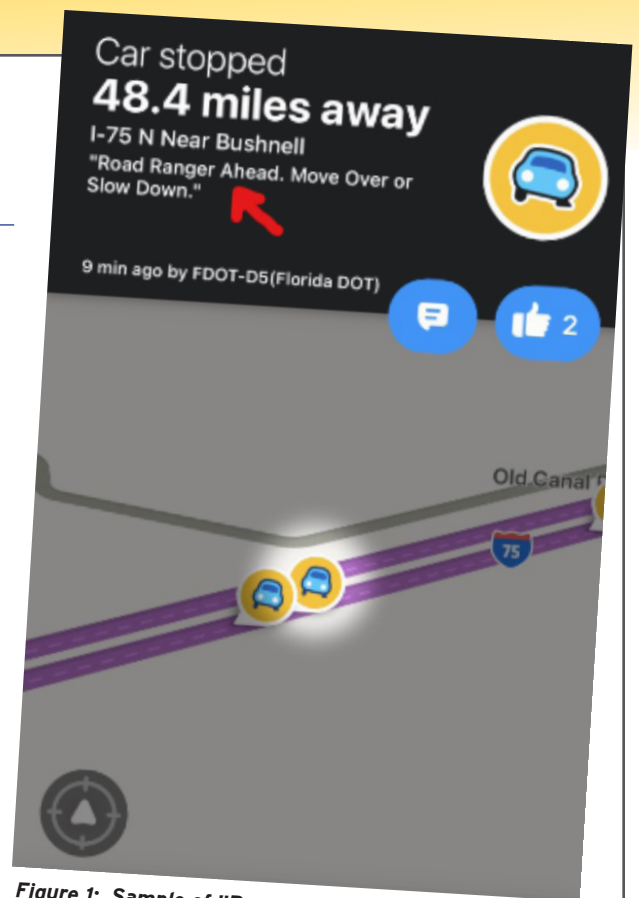 Car stopped
48.4 miles away
I-75 N Near Bushnell
"Road Ranger Ahead. Move Over or
Slow Down."
9 min ago by FDOT-D5(Florida DOT)
2
Old Canal
75
Figure 1: Sample of